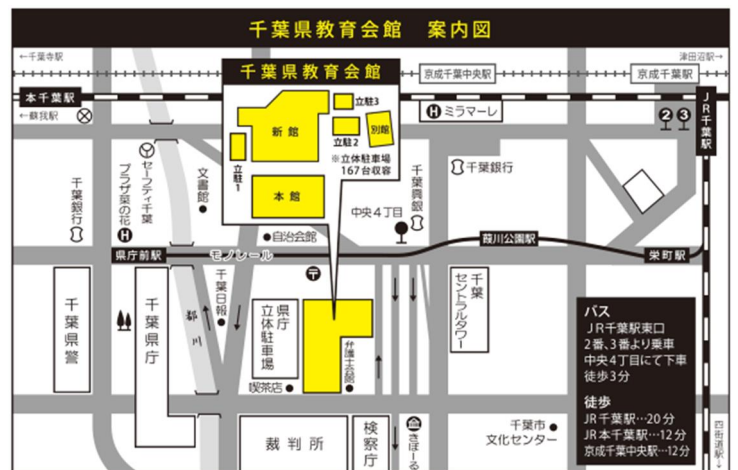 千葉県教育会館 案内図
←千葉寺駅
津田沼駅→
千葉県教育会館
京成千葉中央駅
京成千葉駅
本千葉駅
←蘇我駅
新館
立駐3
立駐2
別館
立駐1
※立体駐車場
167台収容
本館
H ミラマーレ
2 3
JR千葉駅
セーフティ千葉
プラザ菜の花
H
千葉銀行
文書館
千葉興銀
千葉銀行
中央4丁目
自治会館
県庁前駅
モノレール
葭川公園駅
栄町駅
千葉県警
千葉県庁
都川
千葉日報
県庁
立体駐車場
弁護士会館
喫茶店
千葉
セントラルタワー
バス
JR千葉駅東口
2番、3番より乗車
中央4丁目にて下車
徒歩3分
徒歩
JR千葉駅…20分
JR本千葉駅…12分
京成千葉中央駅…12分
裁判所
検察庁
きぼーる
千葉市
文化センター
四街道駅→